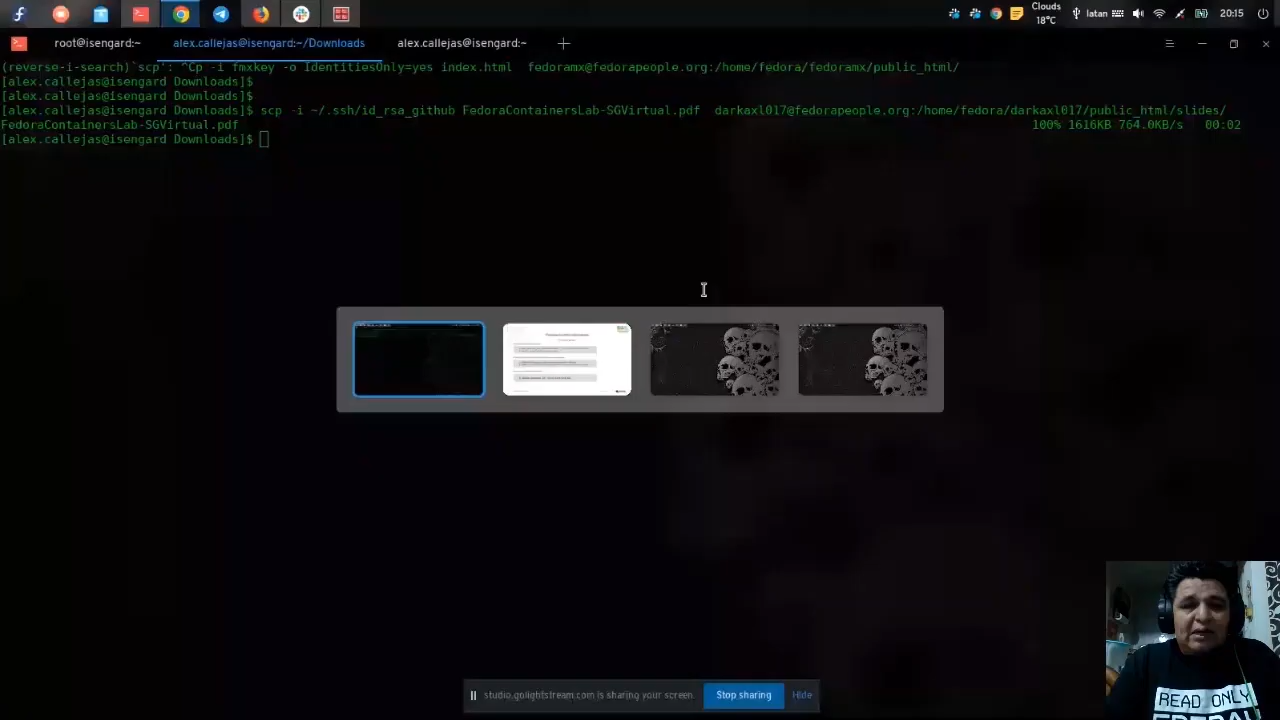 Clouds
18°C
latan
20:15
root@isengard:~
alex.callejas@isengard:~/Downloads
alex.callejas@isengard:~
(reverse-i-search)`scp': ^Cp -i fmxkey -o IdentitiesOnly=yes index.html  fedoramx@fedorapeople.org:/home/fedora/fedoramx/public_html/
[alex.callejas@isengard Downloads]$
[alex.callejas@isengard Downloads]$
[alex.callejas@isengard Downloads]$ scp -i ~/.ssh/id_rsa_github FedoraContainersLab-SGVirtual.pdf  darkaxl017@fedorapeople.org:/home/fedora/darkaxl017/public_html/slides/
FedoraContainersLab-SGVirtual.pdf 100% 1616KB 764.0KB/s 00:02
[alex.callejas@isengard Downloads]$
studio.golightstream.com is sharing your screen.
Stop sharing
Hide
READ ONLY